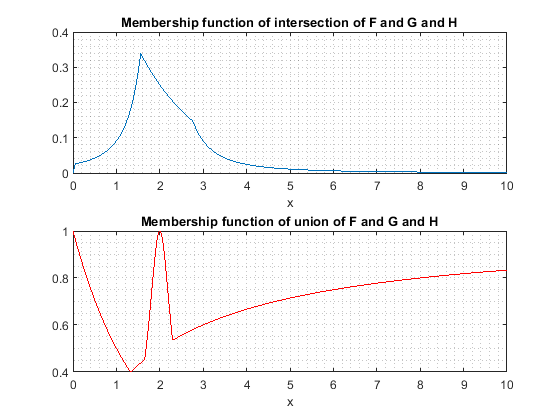 Membership function of intersection of F and G and H
0.4
0.3
0.2
0.1
0
0 1 2 3 4 5 6 7 8 9 10
x
Membership function of union of F and G and H
1
0.8
0.6
0.4
0 1 2 3 4 5 6 7 8 9 10
x